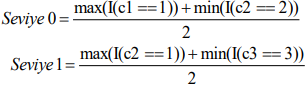 Seviye 0 = max(I(c1 == 1)) + min(I(c2 == 2)) / 2
Seviye 1 = max(I(c2 == 1)) + min(I(c3 == 3)) / 2